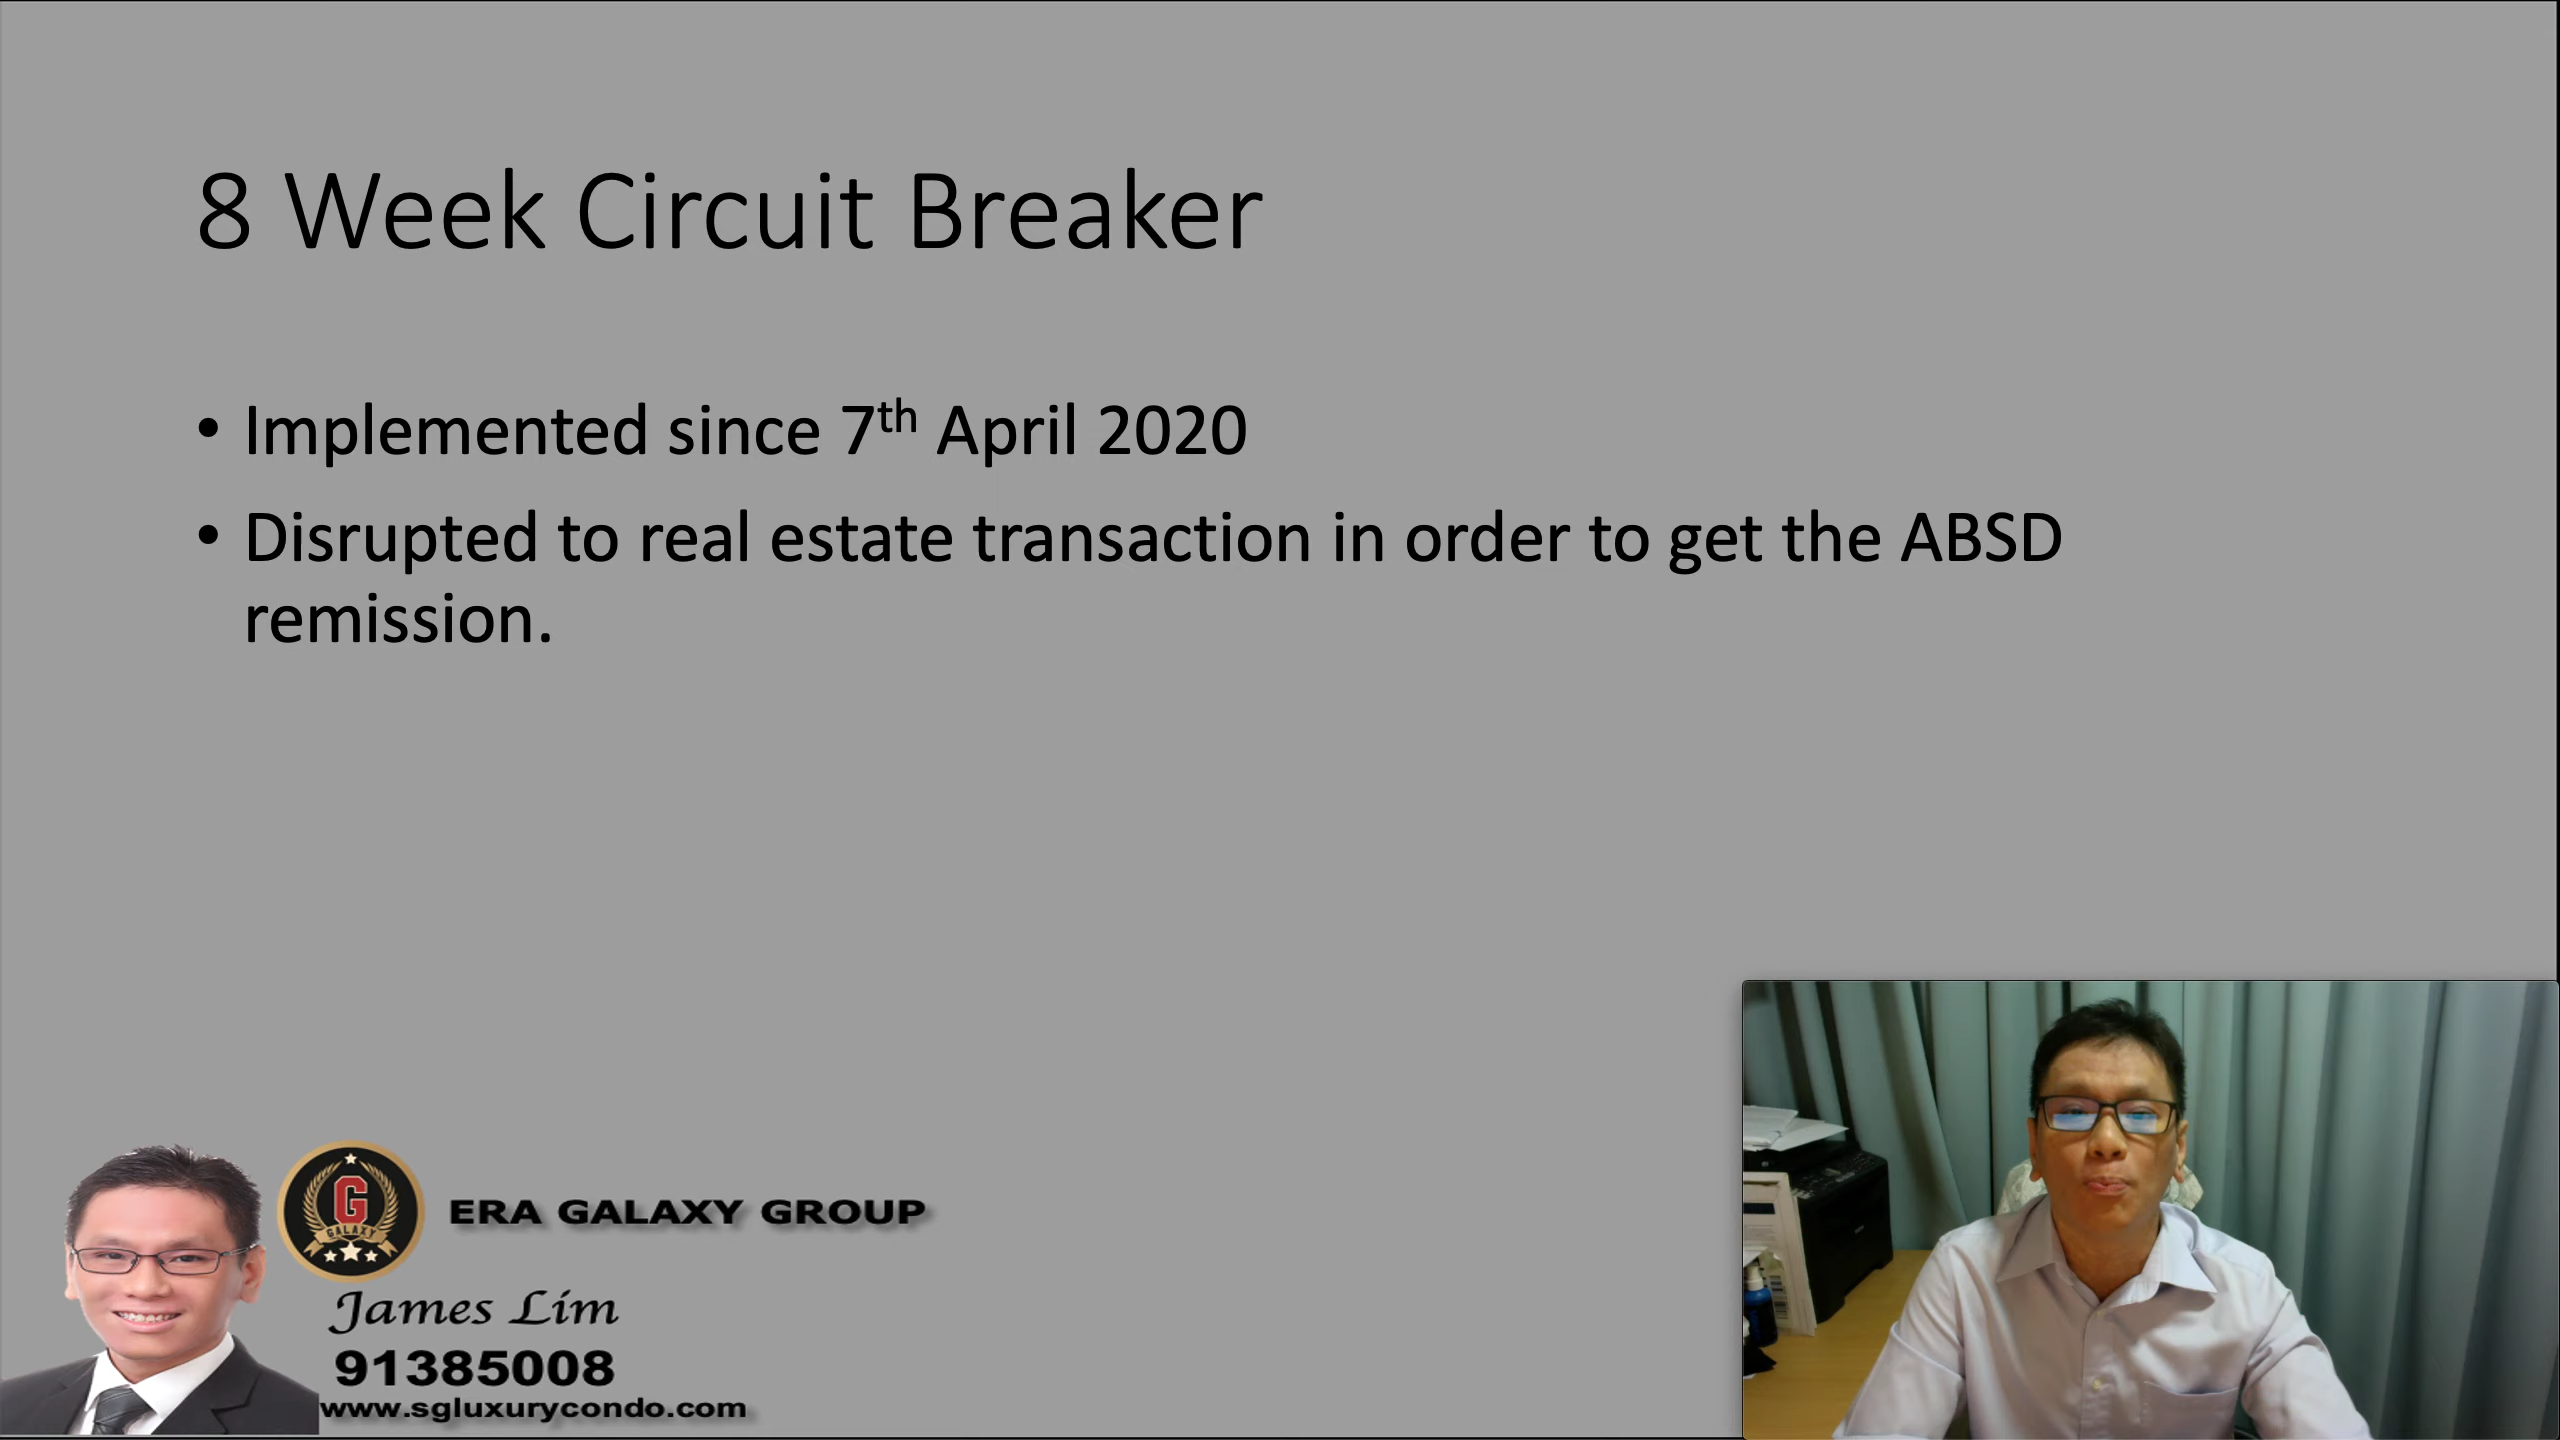 8 Week Circuit Breaker
• Implemented since 7th April 2020
• Disrupted to real estate transaction in order to get the ABSD
remission.
G
GALAXY
ERA GALAXY GROUP
James Lim
91385008
www.sgluxurycondo.com